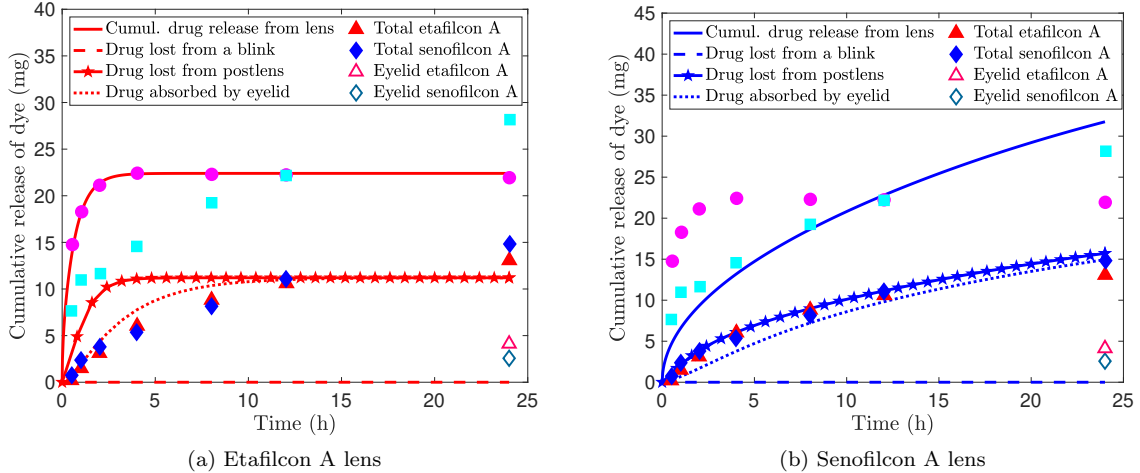 40
35
30
25
20
15
10
5
0
Cumulative release of dye (mg)
Cumul. drug release from lens
Drug lost from a blink
Drug lost from postlens
Drug absorbed by eyelid
Total etafilcon A
Total senofilcon A
Eyelid etafilcon A
Eyelid senofilcon A
0 5 10 15 20 25
Time (h)
(a) Etafilcon A lens
45
40
35
30
25
20
15
10
5
0
Cumulative release of dye (mg)
Cumul. drug release from lens
Drug lost from a blink
Drug lost from postlens
Drug absorbed by eyelid
Total etafilcon A
Total senofilcon A
Eyelid etafilcon A
Eyelid senofilcon A
0 5 10 15 20 25
Time (h)
(b) Senofilcon A lens